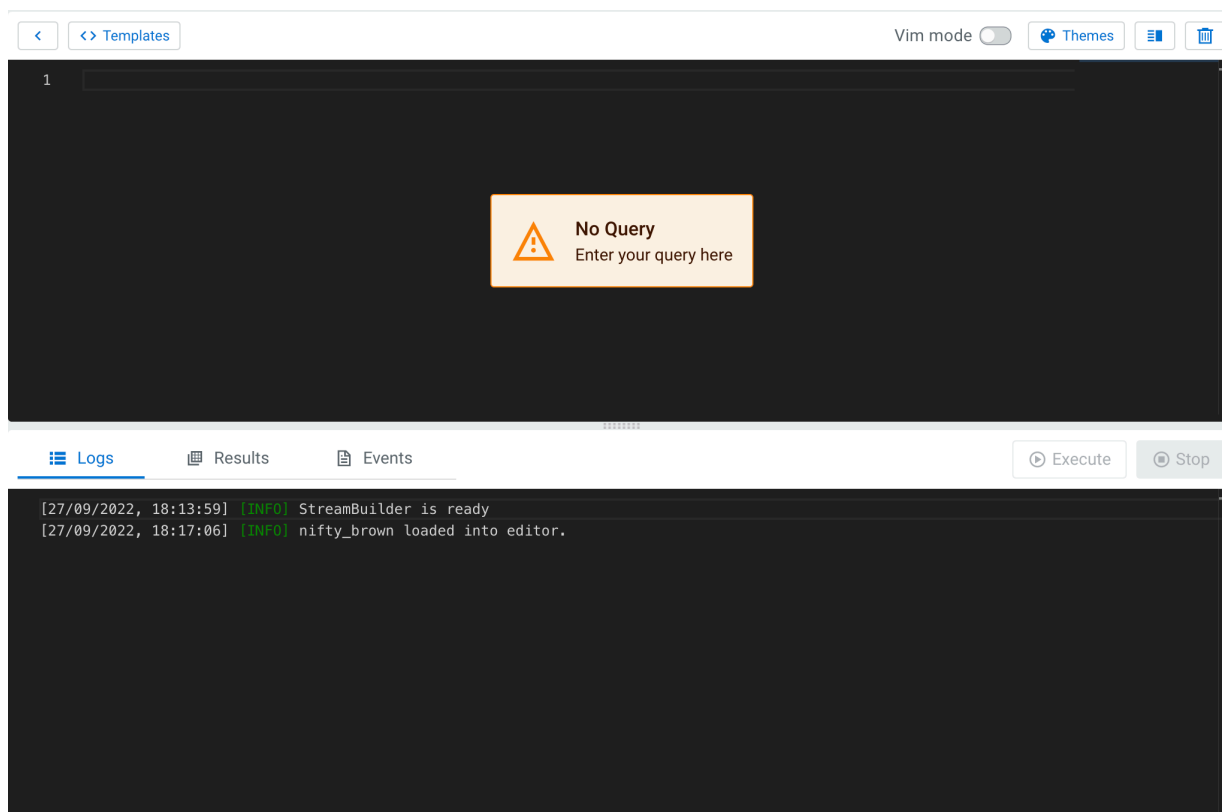 Templates
Vim mode
Themes
1
No Query
Enter your query here
Logs
Results
Events
Execute
Stop
[27/09/2022, 18:13:59] [INFO] StreamBuilder is ready
[27/09/2022, 18:17:06] [INFO] nifty_brown loaded into editor.